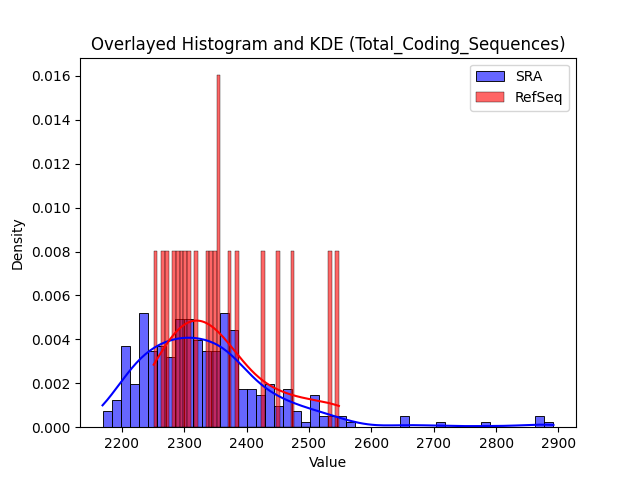 Overlayed Histogram and KDE (Total_Coding_Sequences)
SRA
RefSeq
0.016
0.014
0.012
0.010
0.008
0.006
0.004
0.002
0.000
Density
2200 2300 2400 2500 2600 2700 2800 2900
Value